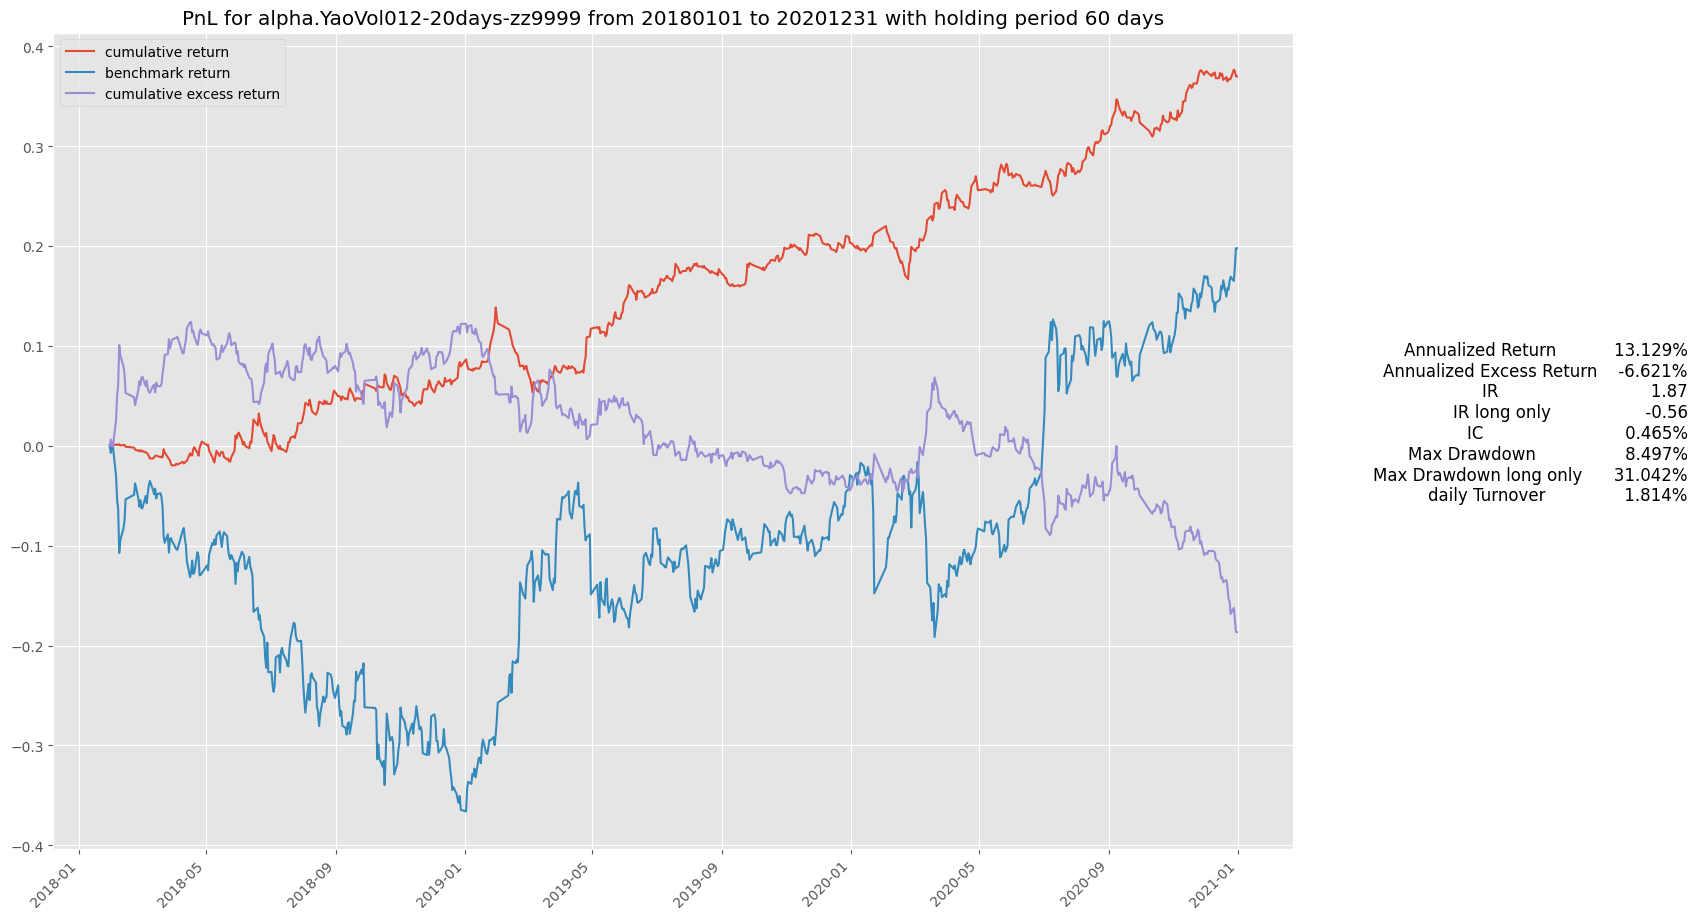 PnL for alpha.YaoVol012-20days-zz9999 from 20180101 to 20201231 with holding period 60 days
cumulative return
benchmark return
cumulative excess return
0.4
0.3
0.2
0.1
0.0
−0.1
−0.2
−0.3
−0.4
2018-01
2018-05
2018-09
2019-01
2019-05
2019-09
2020-01
2020-05
2020-09
2021-01
Annualized Return 13.129%
Annualized Excess Return -6.621%
IR 1.87
IR long only -0.56
IC 0.465%
Max Drawdown 8.497%
Max Drawdown long only 31.042%
daily Turnover 1.814%